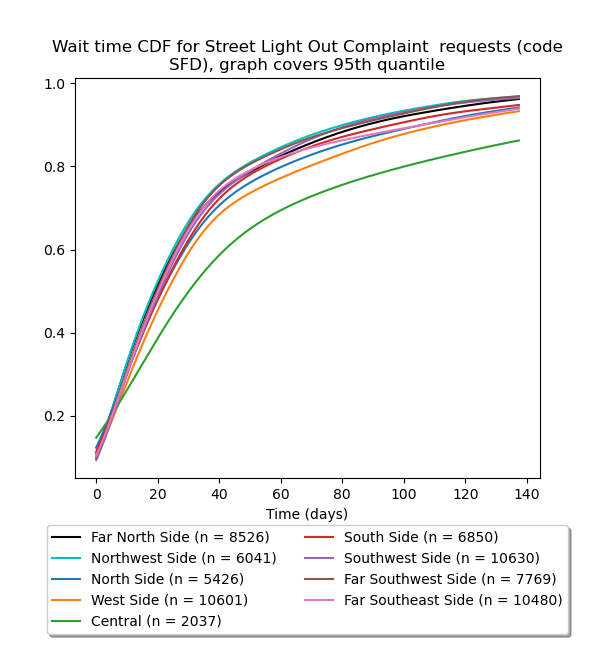 Wait time CDF for Street Light Out Complaint  requests (code
SFD), graph covers 95th quantile
1.0
0.8
0.6
0.4
0.2
0 20 40 60 80 100 120 140
Time (days)
Far North Side (n = 8526)
Northwest Side (n = 6041)
North Side (n = 5426)
West Side (n = 10601)
Central (n = 2037)
South Side (n = 6850)
Southwest Side (n = 10630)
Far Southwest Side (n = 7769)
Far Southeast Side (n = 10480)